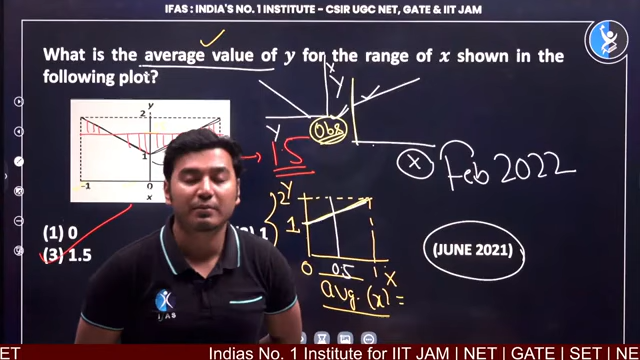 IFAS : INDIA'S NO. 1 INSTITUTE - CSIR UGC NET, GATE & IIT JAM
What is the average value of y for the range of x shown in the
following plot?
x
y
y
2
1
-1 0
x
Obs
1.5
Feb 2022
(JUNE 2021)
2 y
1
0 0.5 1 x
avg. (x) =
(1) 0
1
(3) 1.5
IFAS
ET Indias No. 1 Institute for IIT JAM | NET | GATE | SET | NE